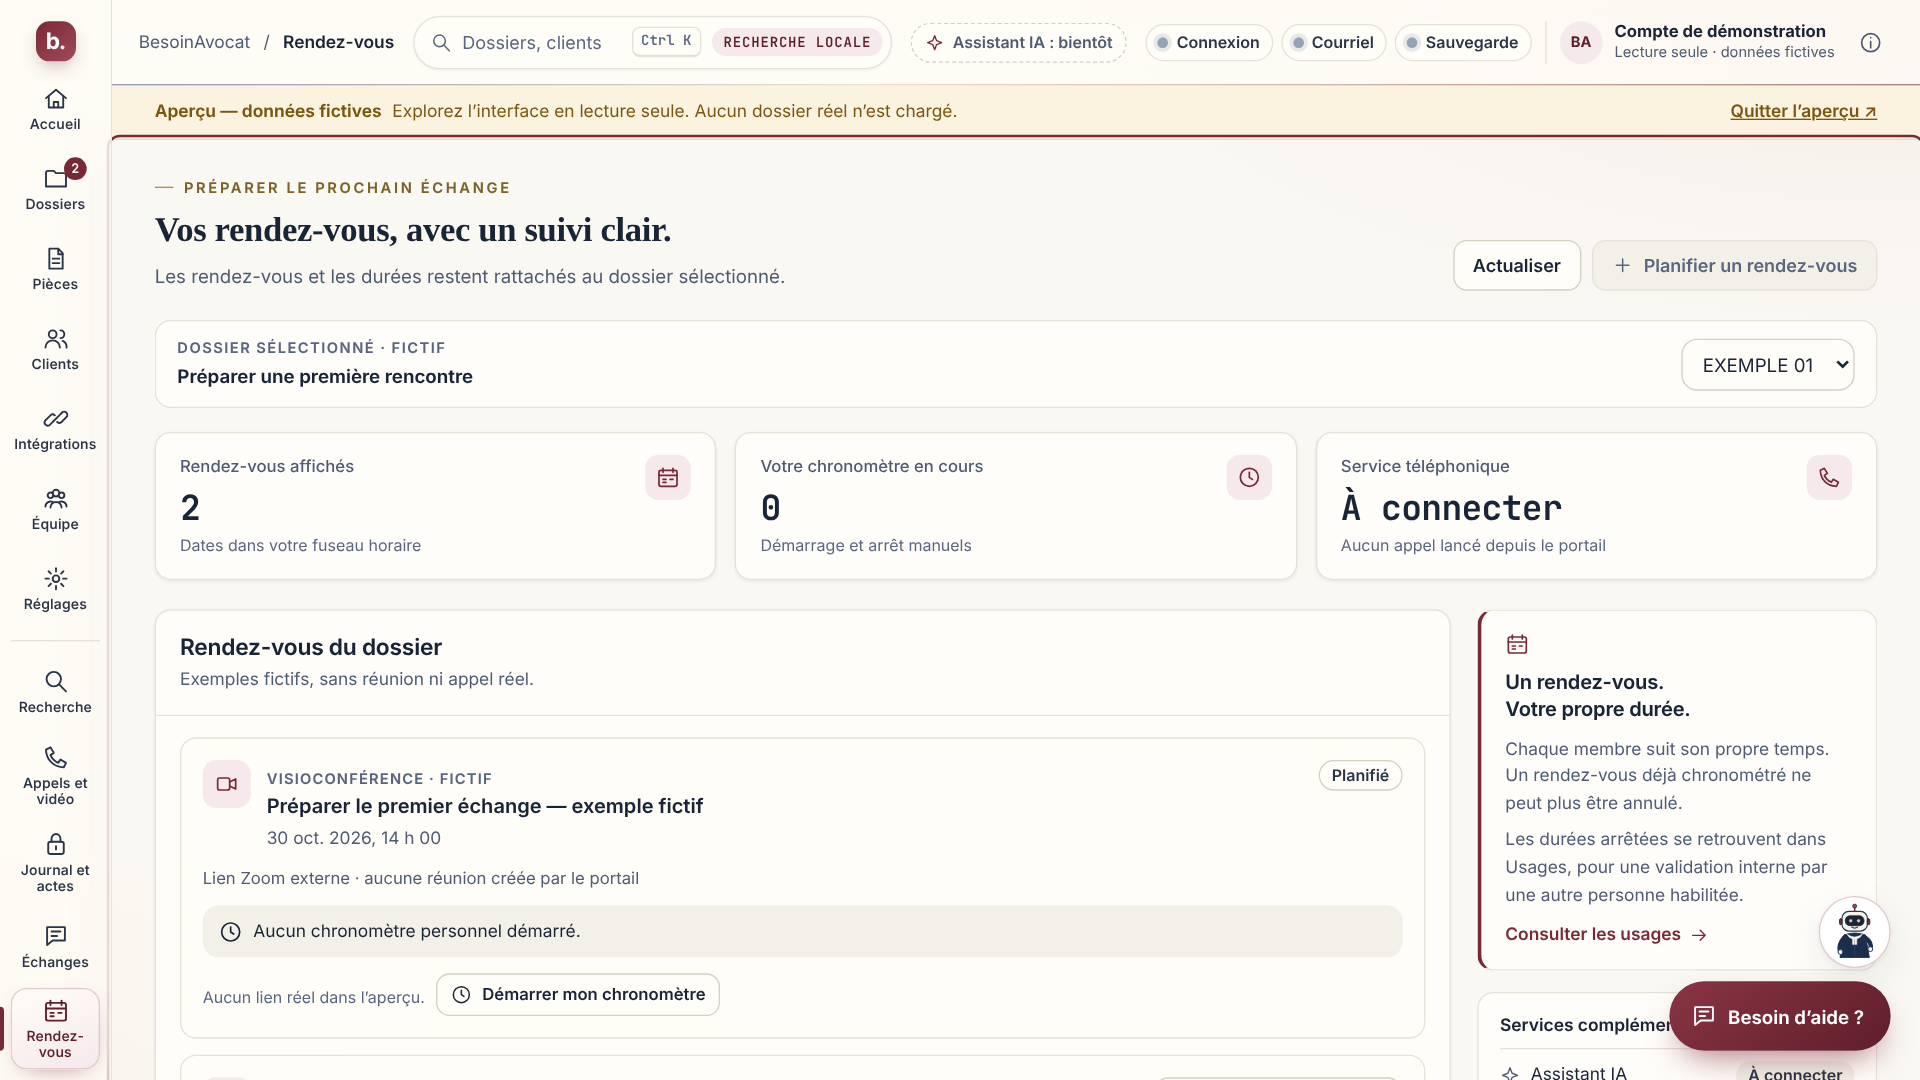 b.
BesoinAvocat / Rendez-vous
Dossiers, clients
Ctrl K
RECHERCHE LOCALE
Assistant IA : bientôt
Connexion
Courriel
Sauvegarde
BA
Compte de démonstration
Lecture seule · données fictives
Accueil
2
Dossiers
Pièces
Clients
Intégrations
Équipe
Réglages
Recherche
Appels et
vidéo
Journal et
actes
Échanges
Rendez-
vous
Aperçu — données fictives Explorez l’interface en lecture seule. Aucun dossier réel n’est chargé.
Quitter l’aperçu ↗
— PRÉPARER LE PROCHAIN ÉCHANGE
Vos rendez-vous, avec un suivi clair.
Les rendez-vous et les durées restent rattachés au dossier sélectionné.
Actualiser
Planifier un rendez-vous
DOSSIER SÉLECTIONNÉ · FICTIF
Préparer une première rencontre
EXEMPLE 01
Rendez-vous affichés
2
Dates dans votre fuseau horaire
Votre chronomètre en cours
0
Démarrage et arrêt manuels
Service téléphonique
À connecter
Aucun appel lancé depuis le portail
Rendez-vous du dossier
Exemples fictifs, sans réunion ni appel réel.
VISIOCONFÉRENCE · FICTIF
Préparer le premier échange — exemple fictif
30 oct. 2026, 14 h 00
Planifié
Lien Zoom externe · aucune réunion créée par le portail
Aucun chronomètre personnel démarré.
Aucun lien réel dans l’aperçu.
Démarrer mon chronomètre
Un rendez-vous.
Votre propre durée.
Chaque membre suit son propre temps.
Un rendez-vous déjà chronométré ne
peut plus être annulé.
Les durées arrêtées se retrouvent dans
Usages, pour une validation interne par
une autre personne habilitée.
Consulter les usages →
Besoin d’aide ?
Services
Assistant IA
À connecter